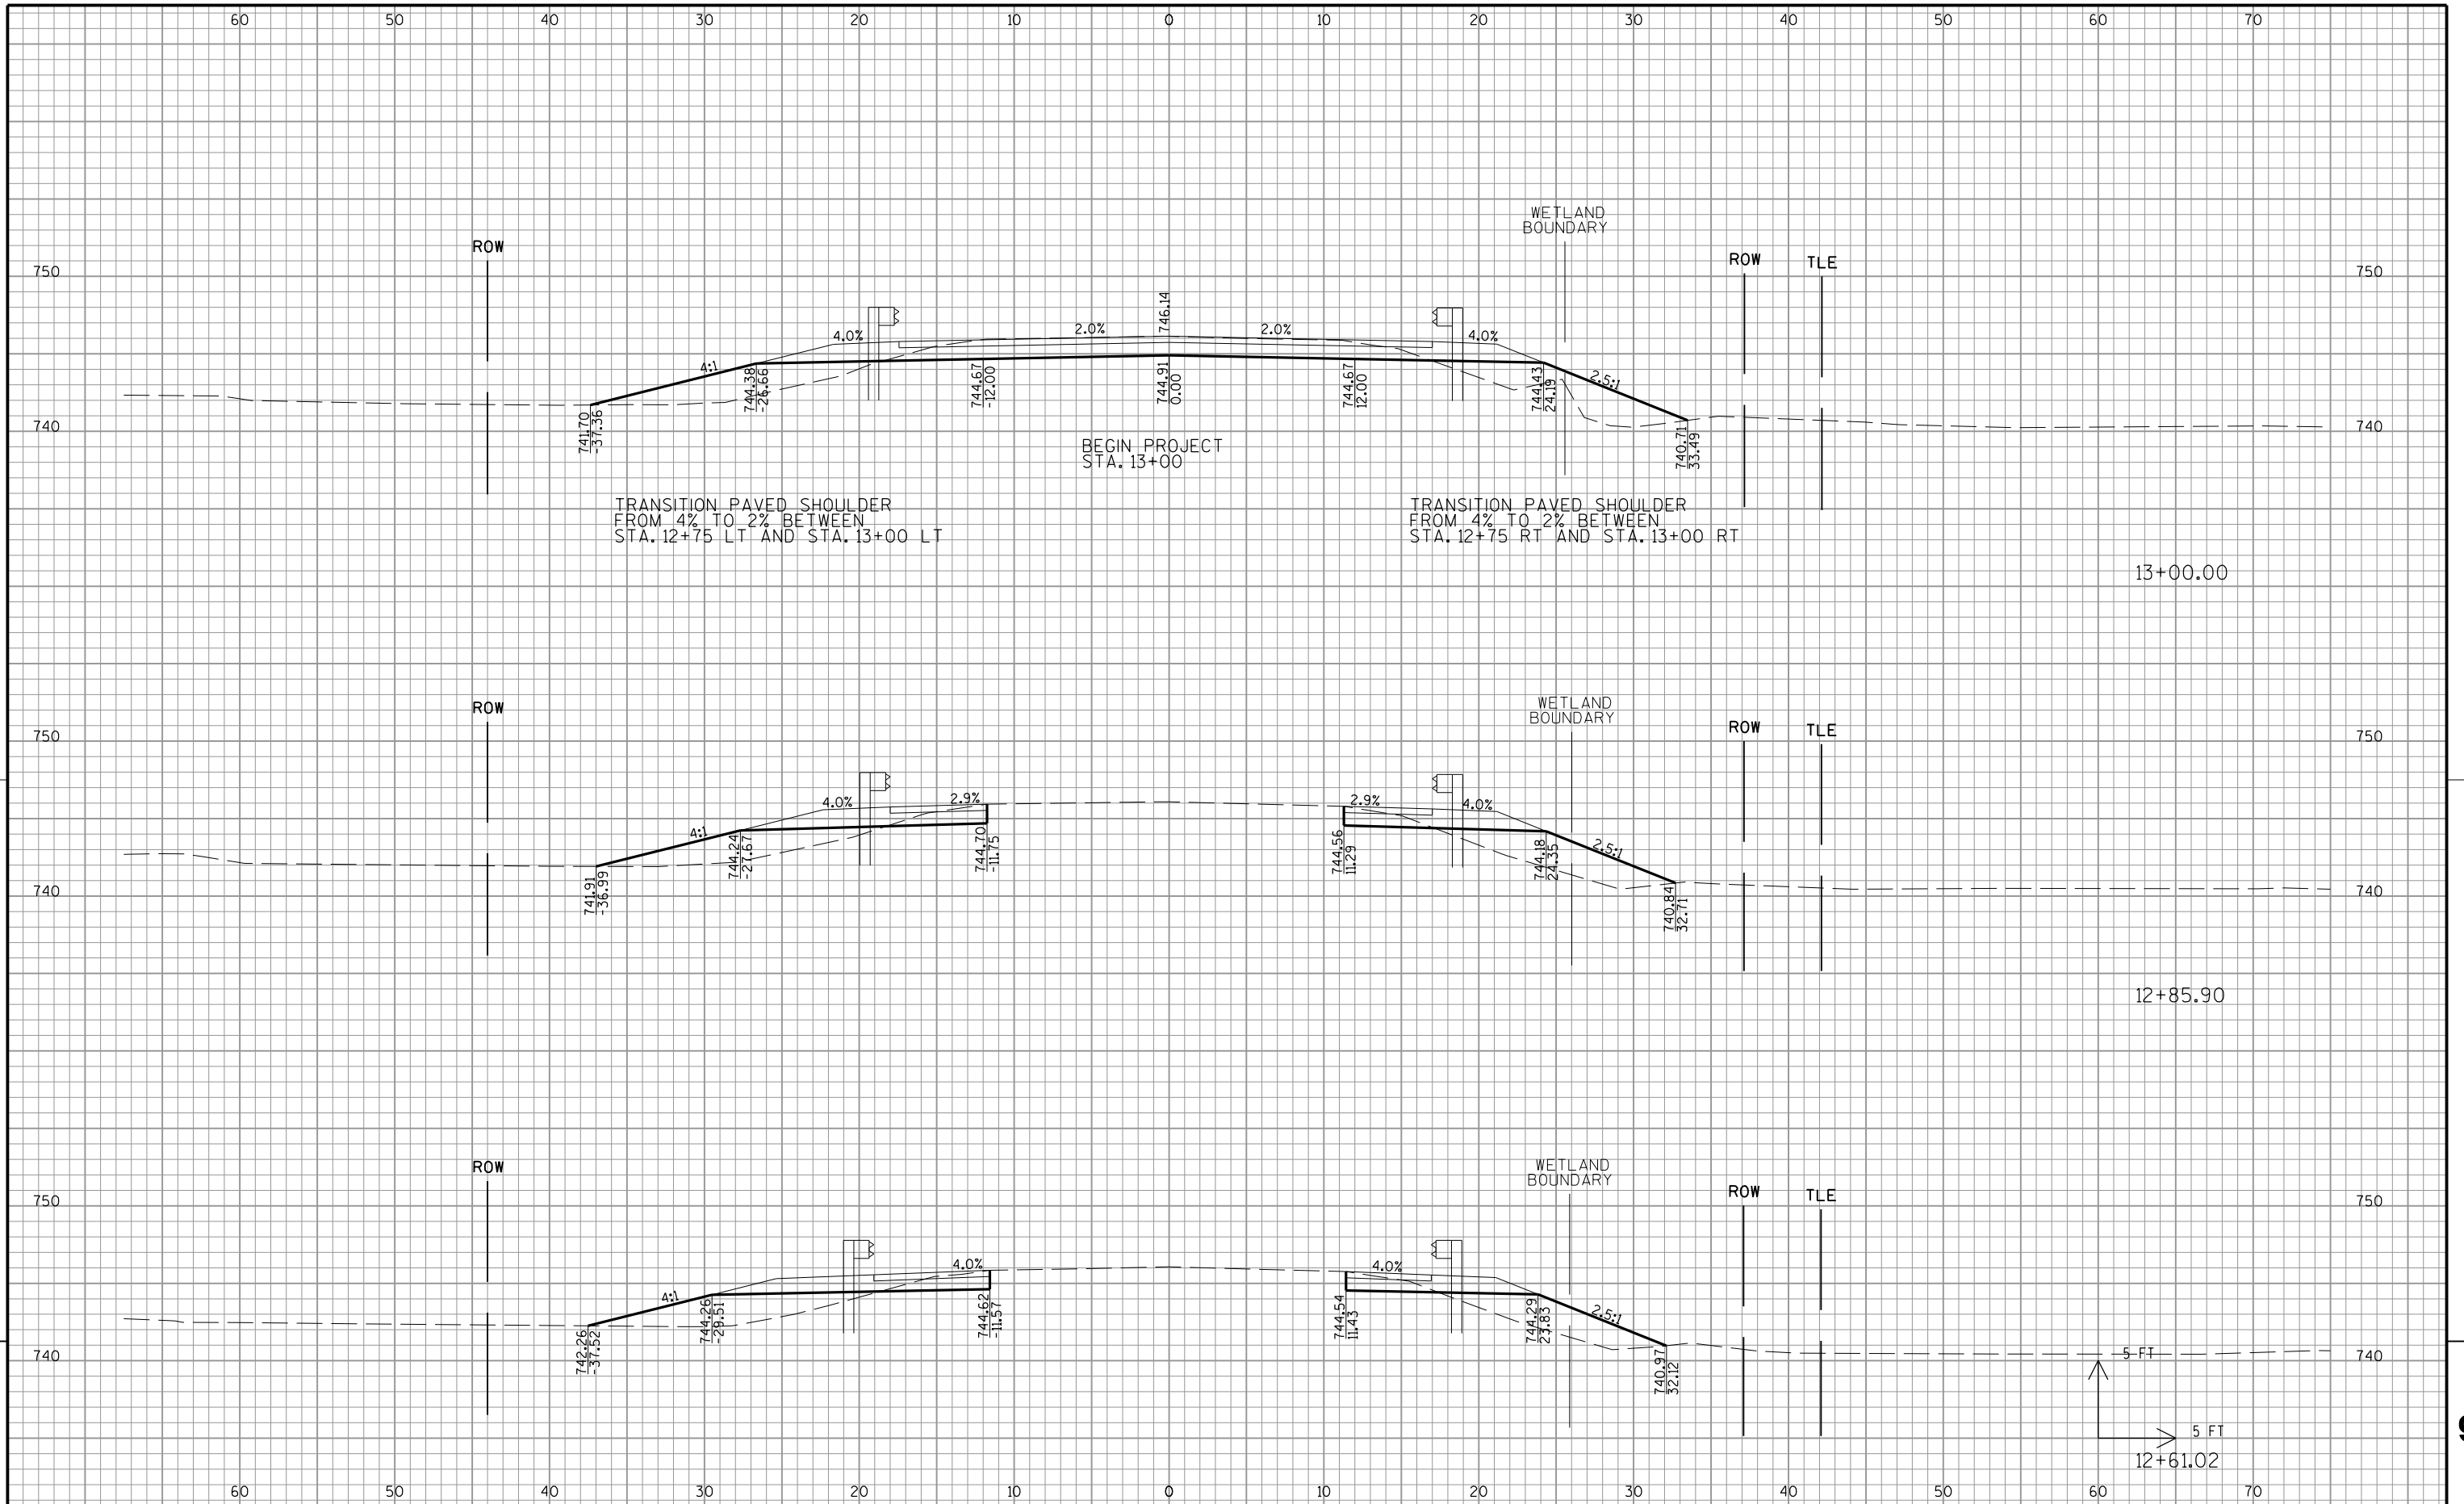 60 50 40 30 20 10 0 10 20 30 40 50 60 70
WETLAND
BOUNDARY
ROW
ROW
TLE
750
750
746.14
4.0%
2.0%
2.0%
4.0%
4:1
2.5:1
741.70
-37.36
744.38
-26.66
744.67
-12.00
744.91
0.00
744.67
12.00
744.43
24.19
740.71
33.49
740
740
BEGIN PROJECT
STA. 13+00
TRANSITION PAVED SHOULDER
FROM 4% TO 2% BETWEEN
STA. 12+75 LT AND STA. 13+00 LT
TRANSITION PAVED SHOULDER
FROM 4% TO 2% BETWEEN
STA. 12+75 RT AND STA. 13+00 RT
13+00.00
WETLAND
BOUNDARY
ROW
ROW
TLE
750
750
4.0%
2.9%
2.9%
4.0%
4:1
2.5:1
741.91
-36.99
744.24
-27.67
744.70
-11.75
744.56
11.29
744.18
24.35
740.84
32.71
740
740
12+85.90
WETLAND
BOUNDARY
ROW
ROW
TLE
750
750
4.0%
4.0%
4:1
2.5:1
742.26
-37.52
744.26
-29.51
744.62
-11.57
744.54
11.43
744.29
23.83
740.97
32.12
740
740
5 FT
5 FT
12+61.02
60 50 40 30 20 10 0 10 20 30 40 50 60 70